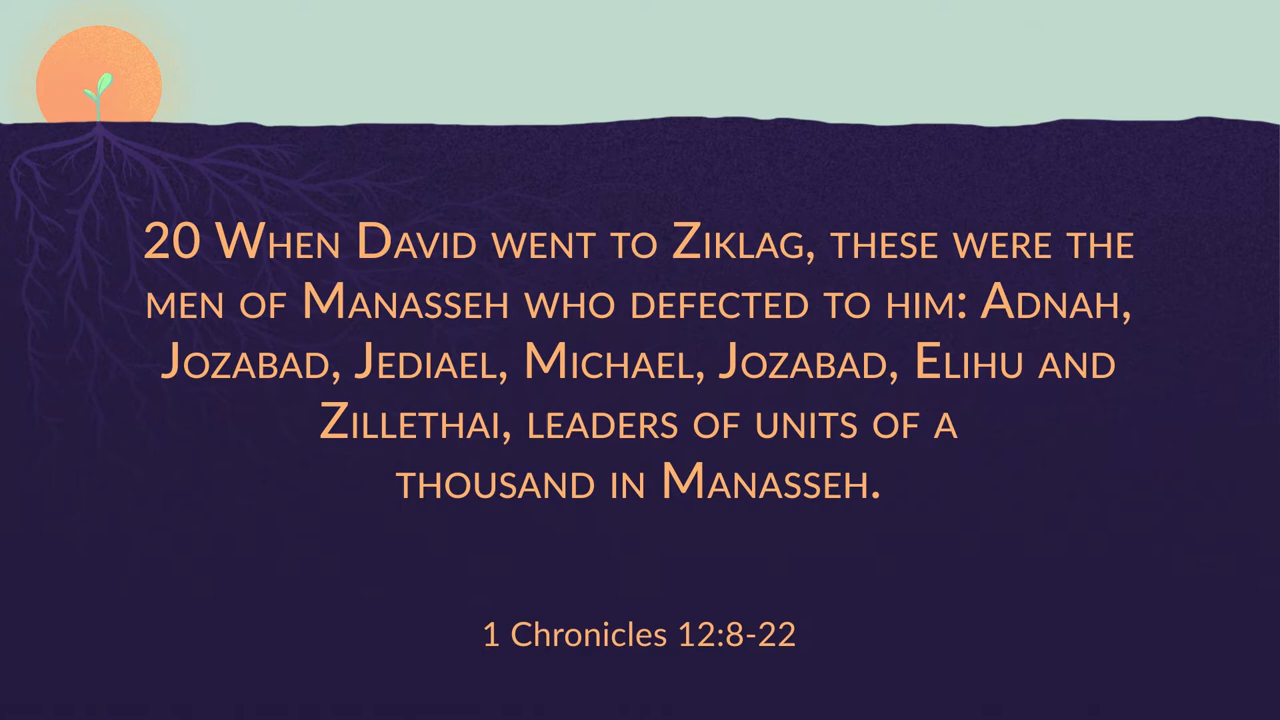 20 When David went to Ziklag, these were the
men of Manasseh who defected to him: Adnah,
Jozabad, Jediael, Michael, Jozabad, Elihu and
Zillethai, leaders of units of a
thousand in Manasseh.
1 Chronicles 12:8-22